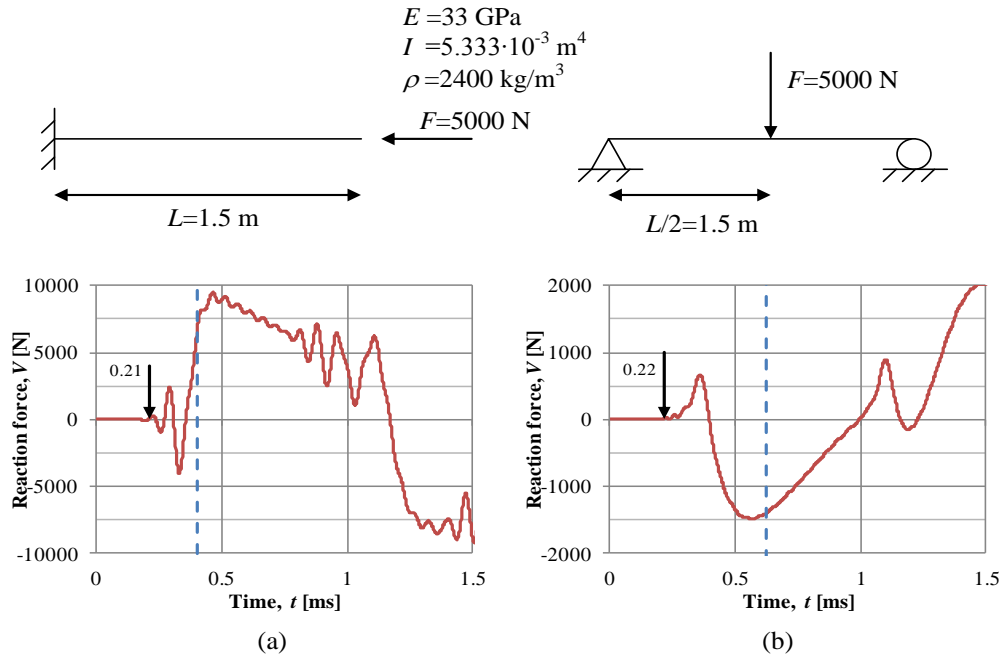 E =33 GPa
I =5.333·10⁻³ m⁴
ρ =2400 kg/m³
F=5000 N
L=1.5 m
F=5000 N
L/2=1.5 m
Reaction force, V [N]
10000
5000
0
-5000
-10000
0.21
0 0.5 1 1.5
Time, t [ms]
(a)
Reaction force, V [N]
2000
1000
0
-1000
-2000
0.22
0 0.5 1 1.5
Time, t [ms]
(b)